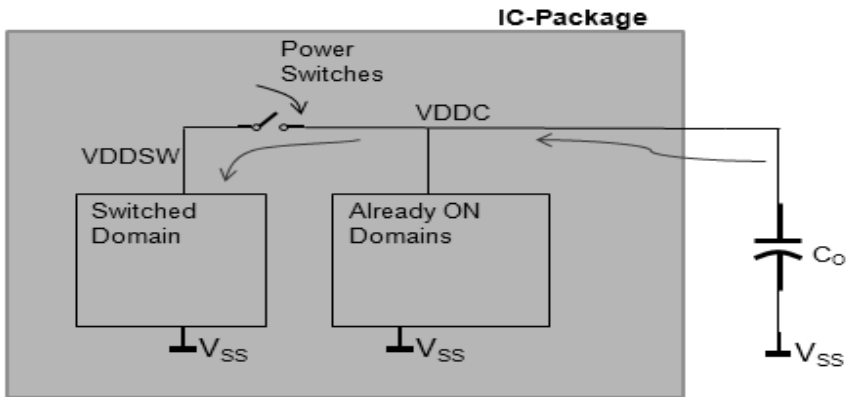 IC-Package
Power
Switches
VDDC
VDDSW
Switched
Domain
Already ON
Domains
CO
VSS
VSS
VSS